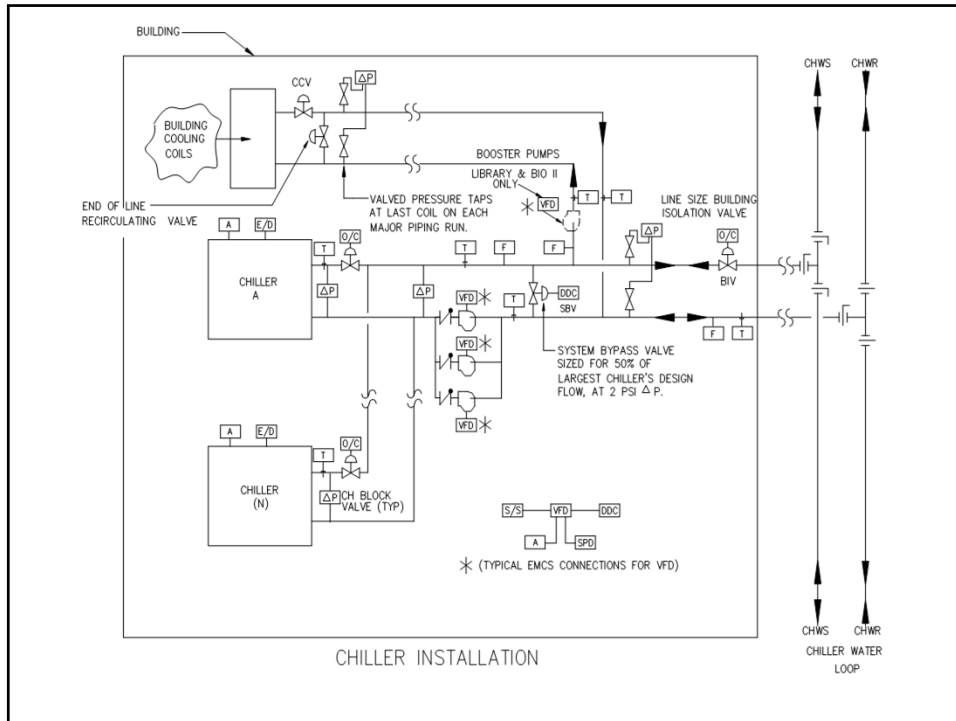 BUILDING
CHWS
CHWR
CCV
ΔP
BUILDING
COOLING
COILS
BOOSTER PUMPS
LIBRARY & BIO II
ONLY
VFD
T
T
END OF LINE
RECIRCULATING VALVE
VALVED PRESSURE TAPS
AT LAST COIL ON EACH
MAJOR PIPING RUN.
LINE SIZE BUILDING
ISOLATION VALVE
A
E/D
T
O/C
T
F
F
ΔP
O/C
BIV
CHILLER
A
ΔP
ΔP
VFD
T
DDC
SBV
F
T
VFD
VFD
SYSTEM BYPASS VALVE
SIZED FOR 50% OF
LARGEST CHILLER'S DESIGN
FLOW, AT 2 PSI ΔP.
A
E/D
T
O/C
CHILLER
(N)
ΔP
CH BLOCK
VALVE (TYP)
S/S
VFD
DDC
A
SPD
(TYPICAL EMCS CONNECTIONS FOR VFD)
CHWS
CHWR
CHILLER WATER
LOOP
CHILLER INSTALLATION